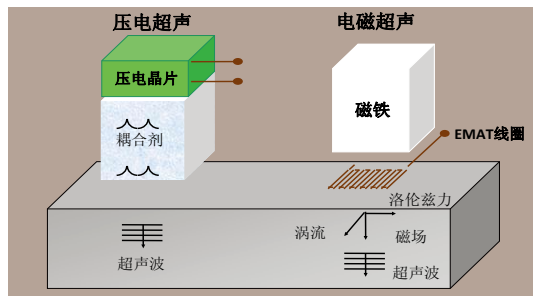 压电超声
电磁超声
压电晶片
磁铁
耦合剂
EMAT线圈
洛伦兹力
涡流
磁场
超声波
超声波